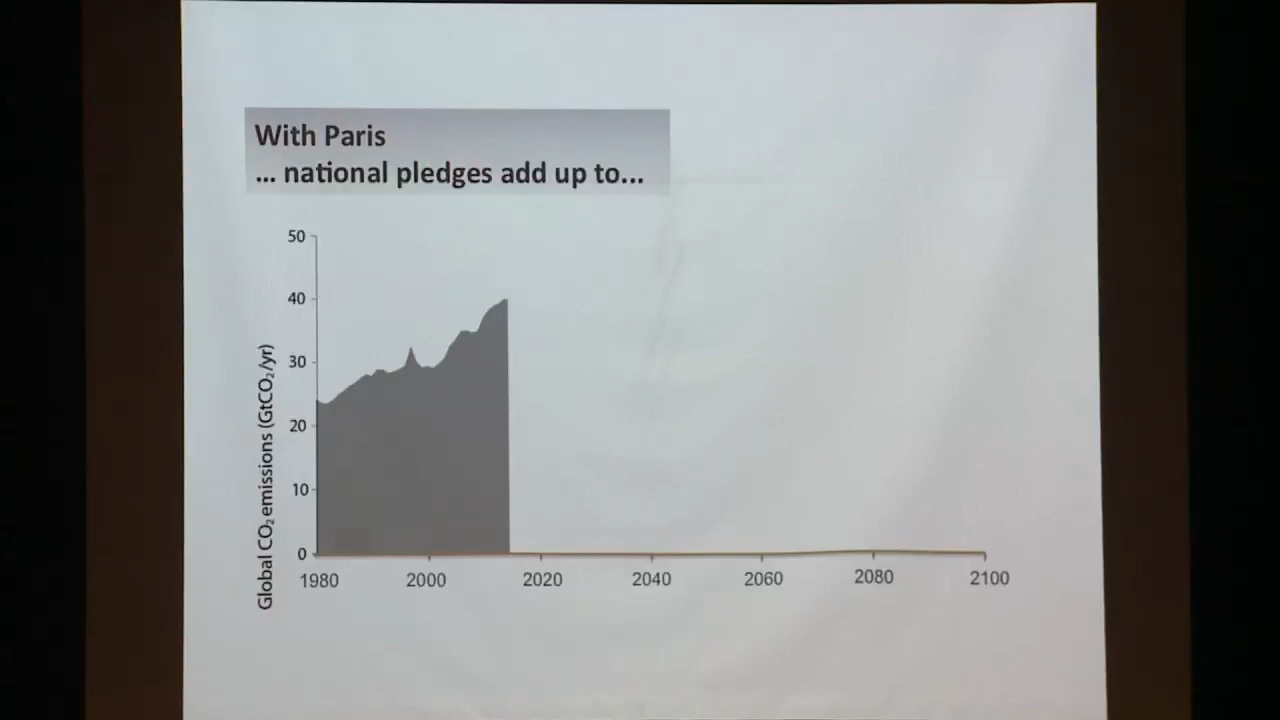 With Paris
... national pledges add up to...
50
40
30
20
10
0
Global CO₂ emissions (GtCO₂/yr)
1980 2000 2020 2040 2060 2080 2100